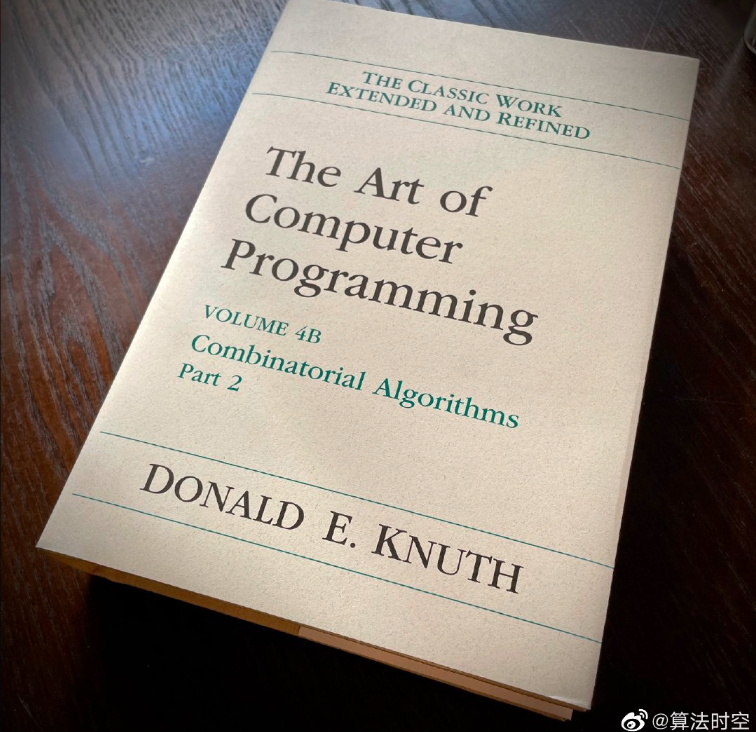 THE CLASSIC WORK
EXTENDED AND REFINED
The Art of
Computer
Programming
VOLUME 4B
Combinatorial Algorithms
Part 2
DONALD E. KNUTH
@算法时空